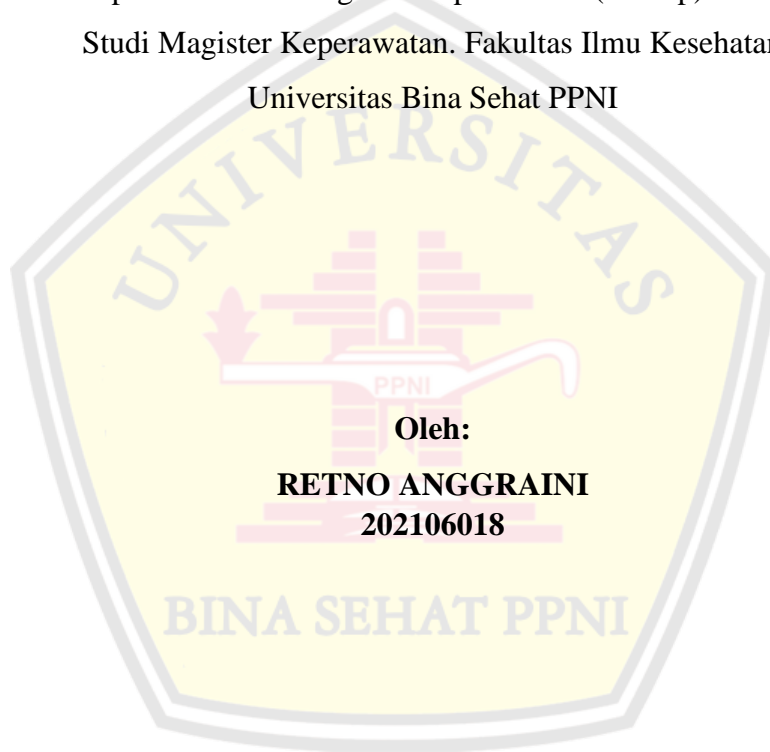 Studi Magister Keperawatan. Fakultas Ilmu Kesehatan
Universitas Bina Sehat PPNI
UNIVERSITAS
PPNI
Oleh:
RETNO ANGGRAINI
202106018
BINA SEHAT PPNI